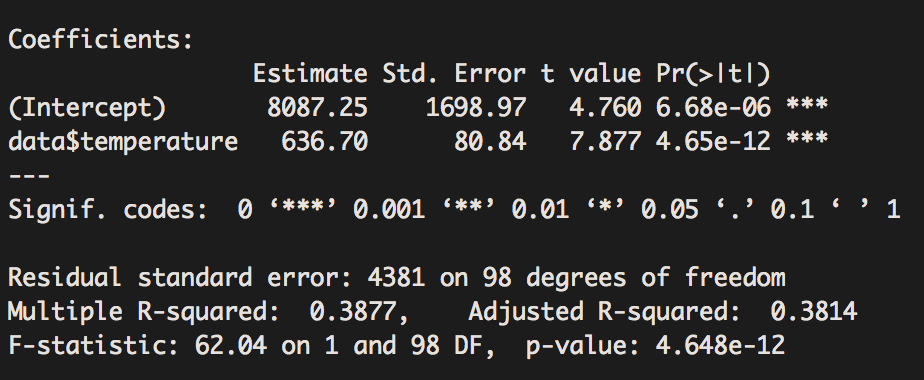 Coefficients:
Estimate Std. Error t value Pr(>|t|)
(Intercept) 8087.25 1698.97 4.760 6.68e-06 ***
data$temperature 636.70 80.84 7.877 4.65e-12 ***
---
Signif. codes: 0 ‘***’ 0.001 ‘**’ 0.01 ‘*’ 0.05 ‘.’ 0.1 ‘ ’ 1
Residual standard error: 4381 on 98 degrees of freedom
Multiple R-squared: 0.3877, Adjusted R-squared: 0.3814
F-statistic: 62.04 on 1 and 98 DF, p-value: 4.648e-12